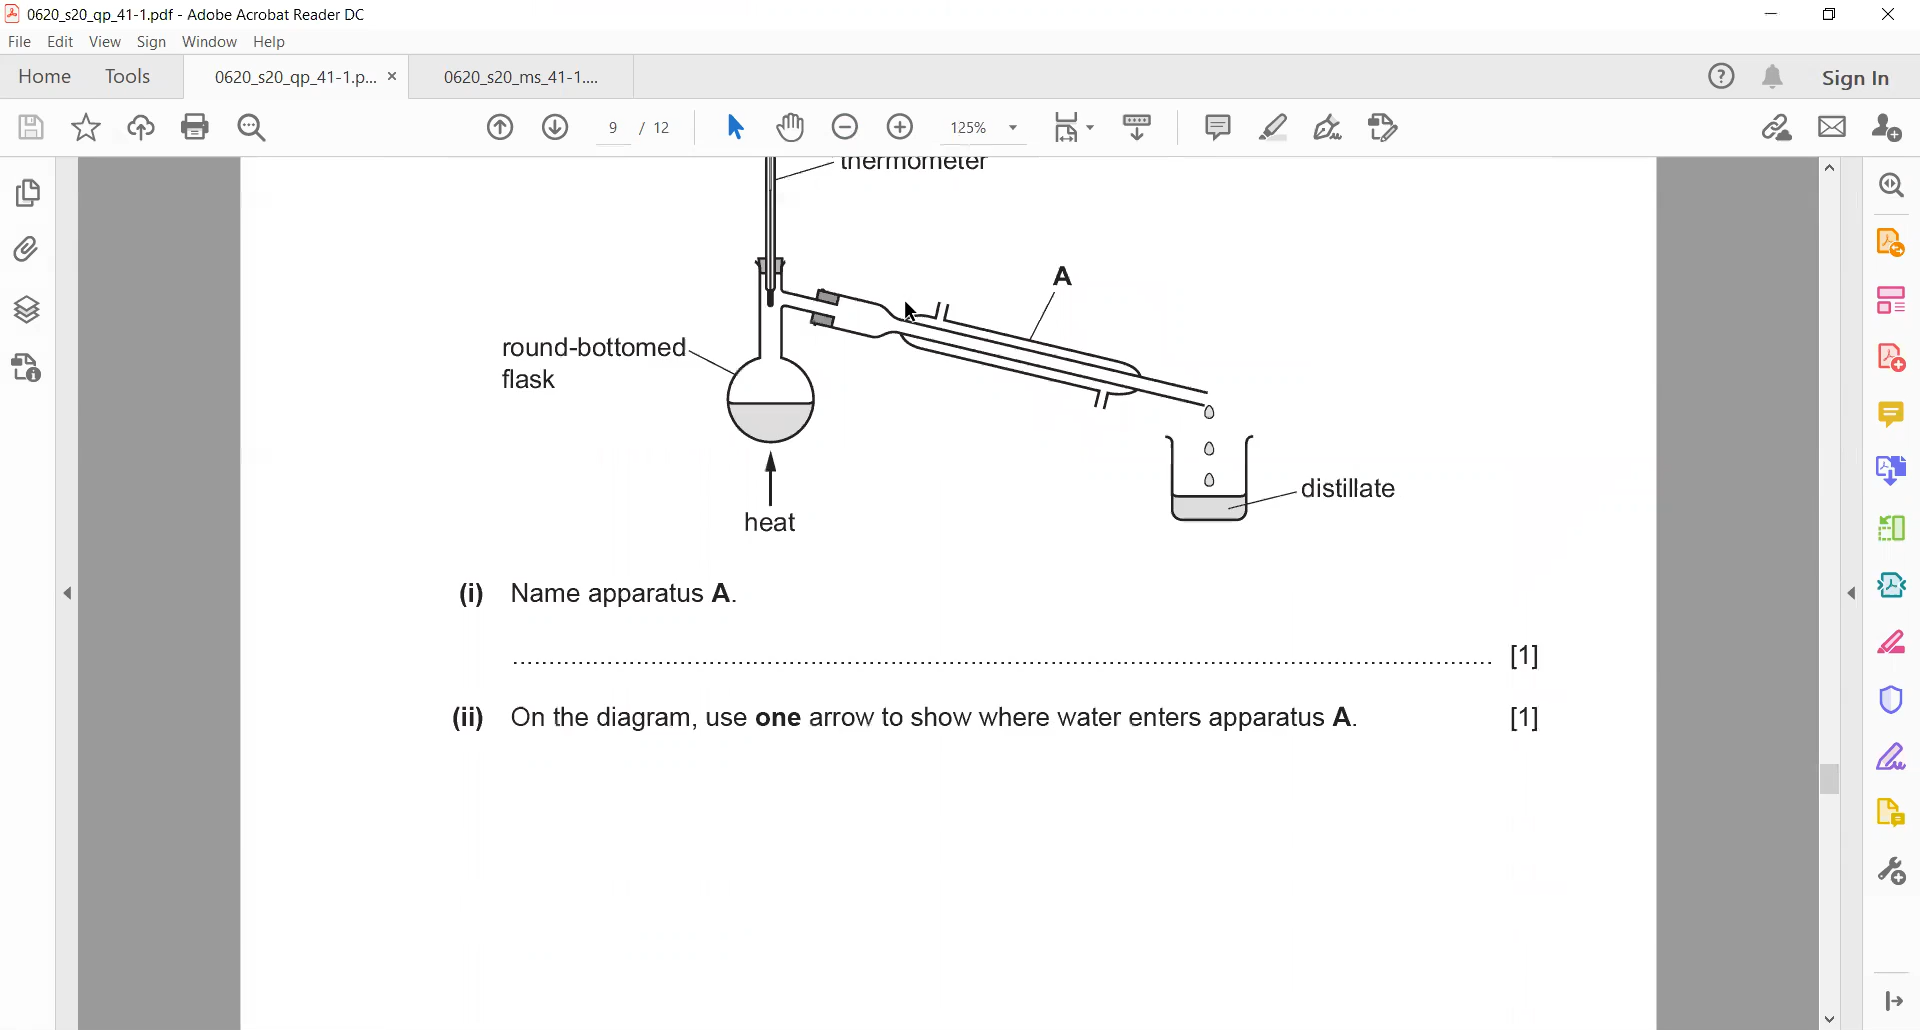 0620_s20_qp_41-1.pdf - Adobe Acrobat Reader DC
File Edit View Sign Window Help
Home Tools 0620_s20_qp_41-1.p... × 0620_s20_ms_41-1....
? Sign In
9 / 12 125%
thermometer
A
round-bottomed
flask
distillate
heat
(i) Name apparatus A.
[1]
(ii) On the diagram, use one arrow to show where water enters apparatus A. [1]